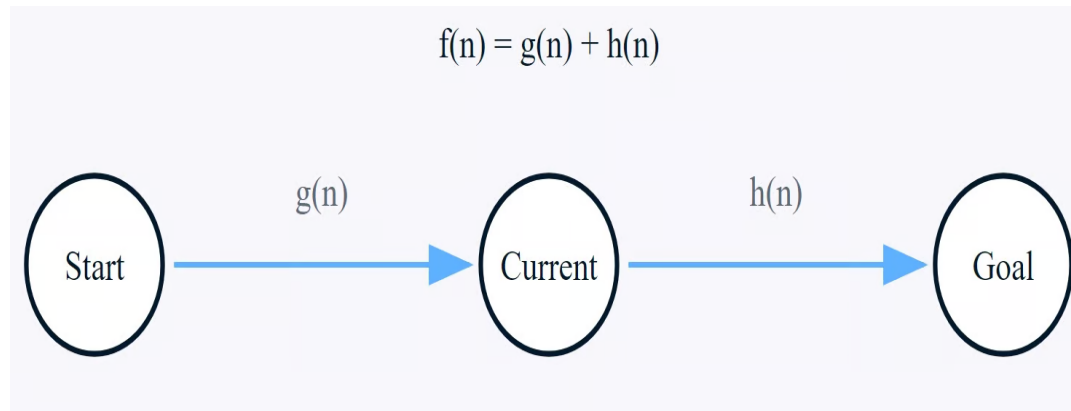 f(n) = g(n) + h(n)
g(n)
h(n)
Start
Current
Goal